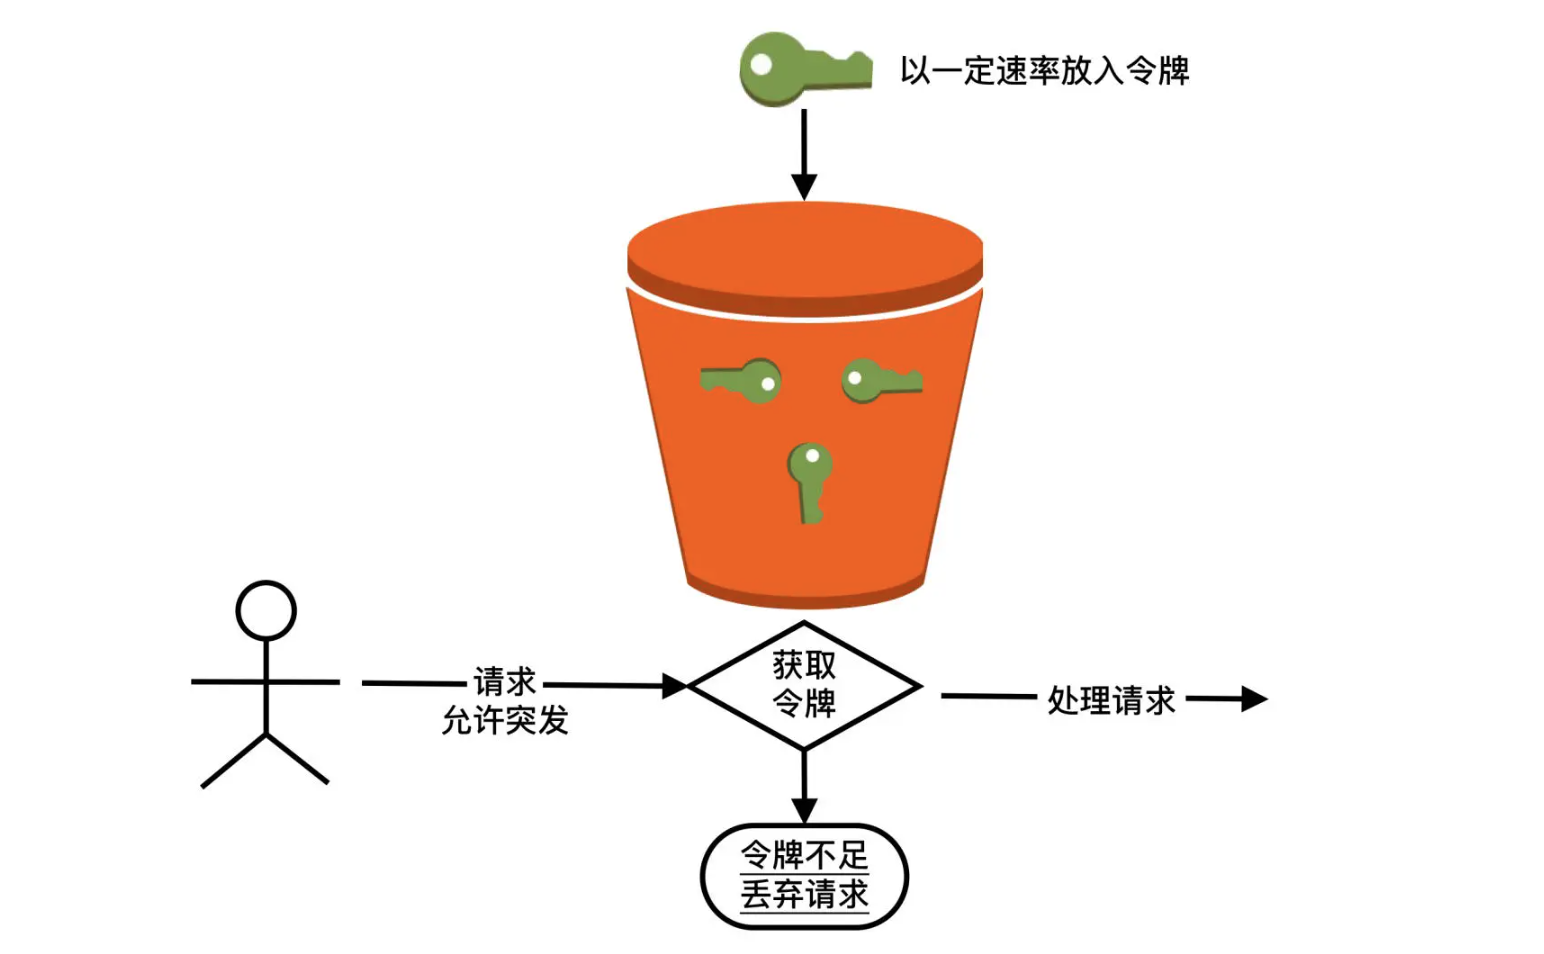 以一定速率放入令牌
请求
允许突发
获取
令牌
处理请求
令牌不足
丢弃请求